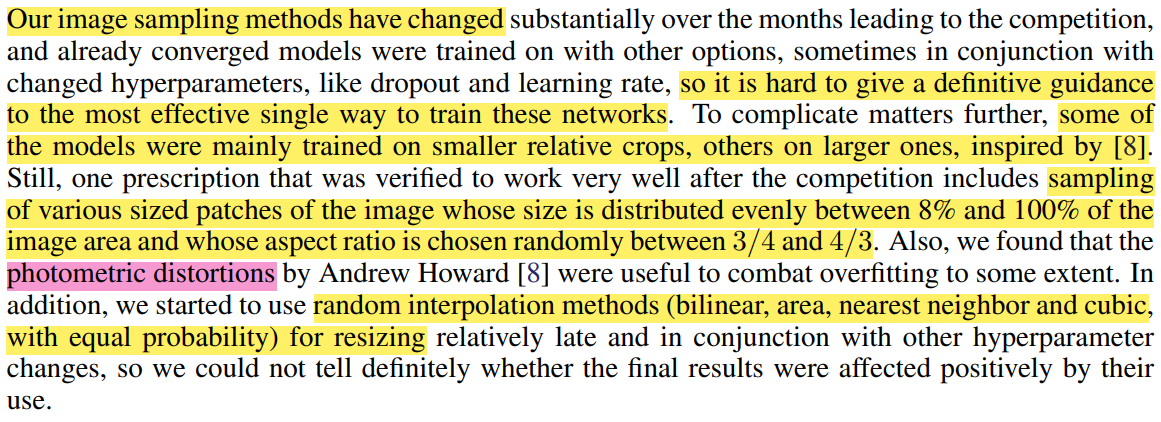 Our image sampling methods have changed substantially over the months leading to the competition,
and already converged models were trained on with other options, sometimes in conjunction with
changed hyperparameters, like dropout and learning rate, so it is hard to give a definitive guidance
to the most effective single way to train these networks. To complicate matters further, some of
the models were mainly trained on smaller relative crops, others on larger ones, inspired by [8].
Still, one prescription that was verified to work very well after the competition includes sampling
of various sized patches of the image whose size is distributed evenly between 8% and 100% of the
image area and whose aspect ratio is chosen randomly between 3/4 and 4/3. Also, we found that the
photometric distortions by Andrew Howard [8] were useful to combat overfitting to some extent. In
addition, we started to use random interpolation methods (bilinear, area, nearest neighbor and cubic,
with equal probability) for resizing relatively late and in conjunction with other hyperparameter
changes, so we could not tell definitely whether the final results were affected positively by their
use.